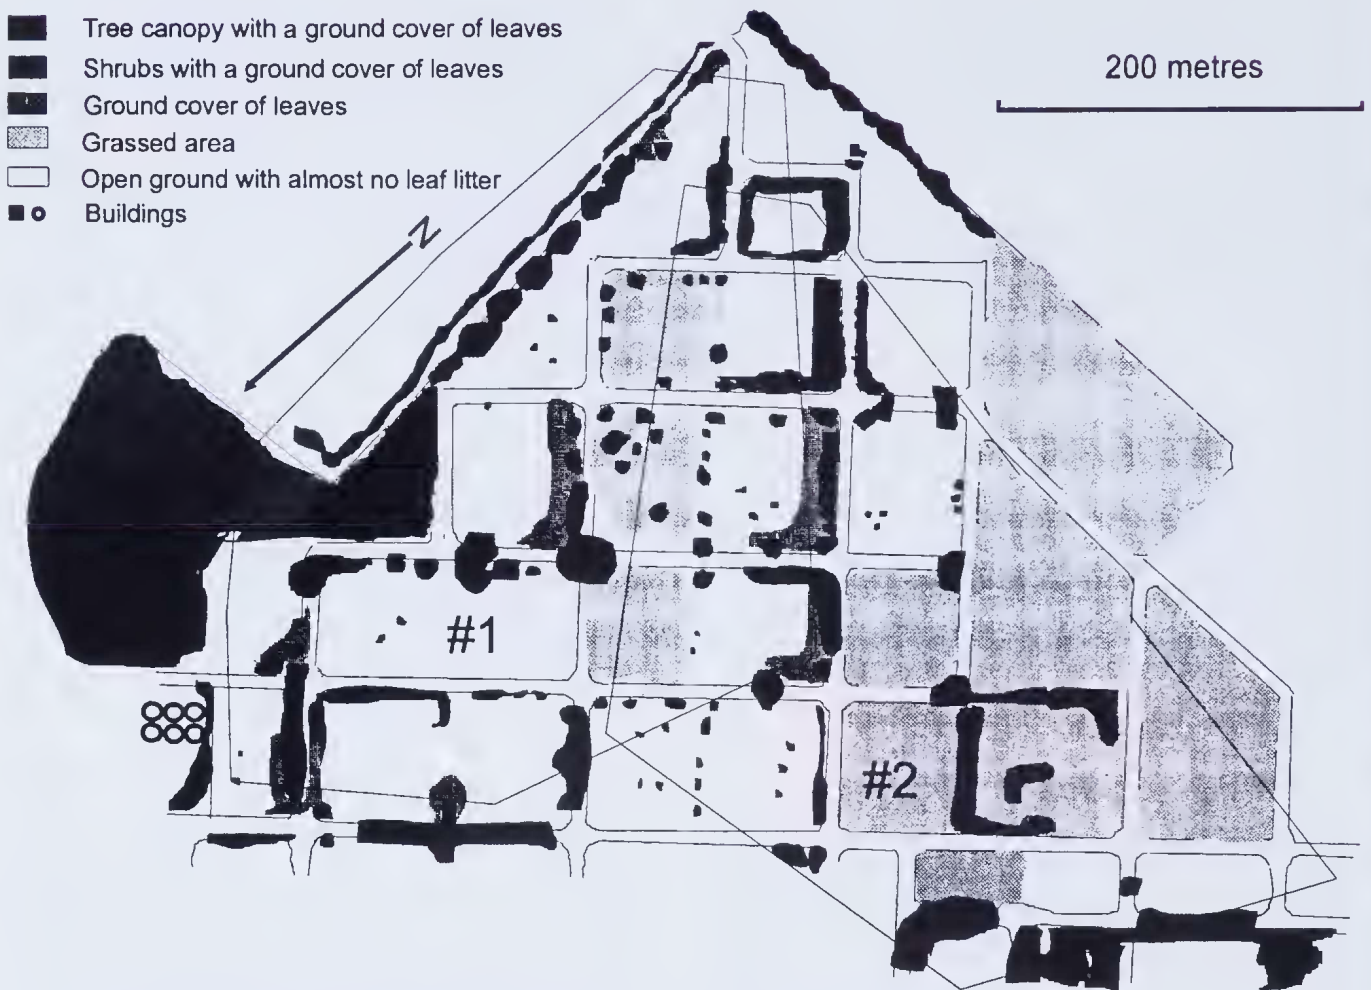 Tree canopy with a ground cover of leaves
Shrubs with a ground cover of leaves
Ground cover of leaves
Grassed area
Open ground with almost no leaf litter
Buildings
200 metres
N
#1
#2